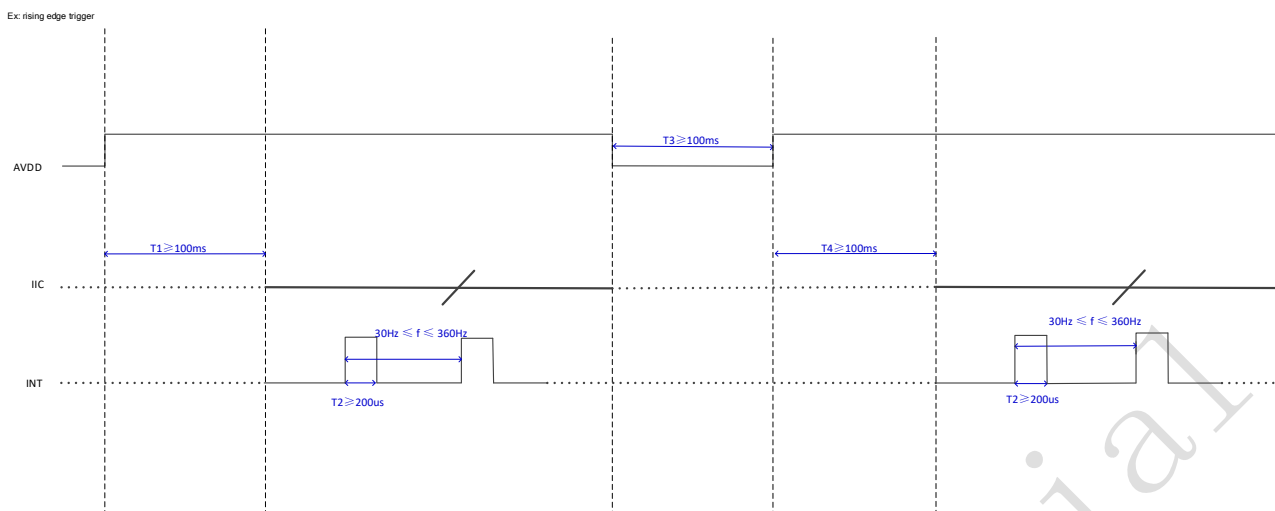 Ex: rising edge trigger
T3≥100ms
AVDD
T1≥100ms
T4≥100ms
IIC
30Hz ≤ f ≤ 360Hz
30Hz ≤ f ≤ 360Hz
INT
T2≥200us
T2≥200us
ial